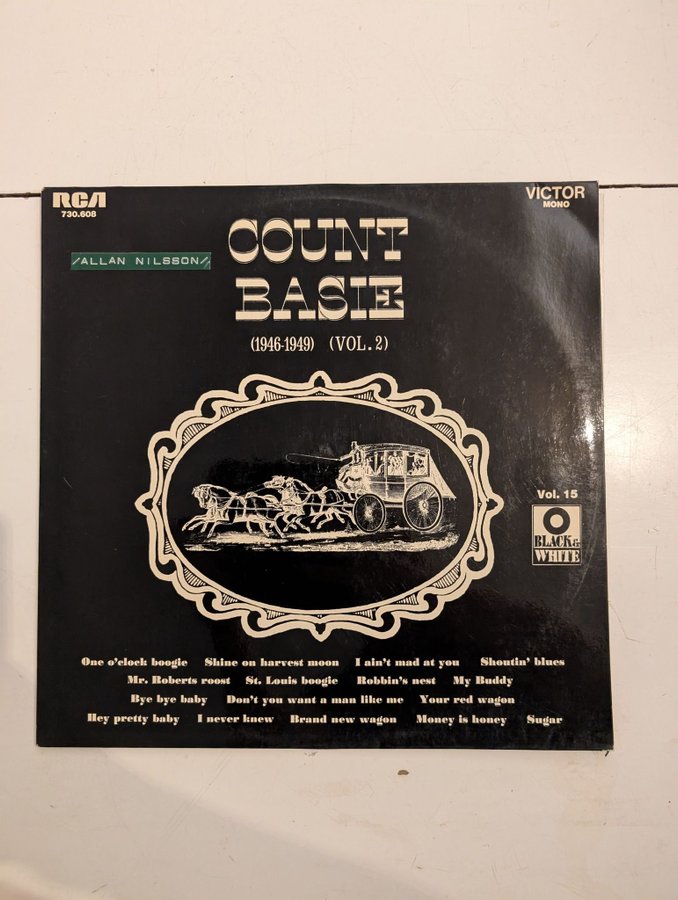 RCA
730.608
VICTOR
MONO
COUNT
BASIE
/ALLAN NILSSON/
(1946-1949) (VOL.2)
Vol. 15
BLACK &
WHITE
One o'clock boogie Shine on harvest moon I ain't mad at you Shoutin' blues
Mr. Roberts roost St. Louis boogie Robbin's nest My Buddy
Bye bye baby Don't you want a man like me Your red wagon
Hey pretty baby I never knew Brand new wagon Money is honey Sugar